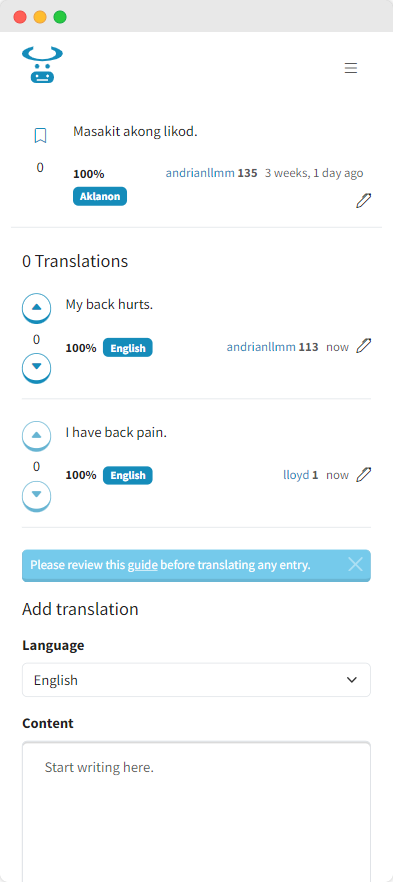 Masakit akong likod.
0
100% andrianllmm 135 3 weeks, 1 day ago
Aklanon
0 Translations
My back hurts.
0
100% English andrianllmm 113 now
I have back pain.
0
100% English lloyd 1 now
Please review this guide before translating any entry.
Add translation
Language
English
Content
Start writing here.